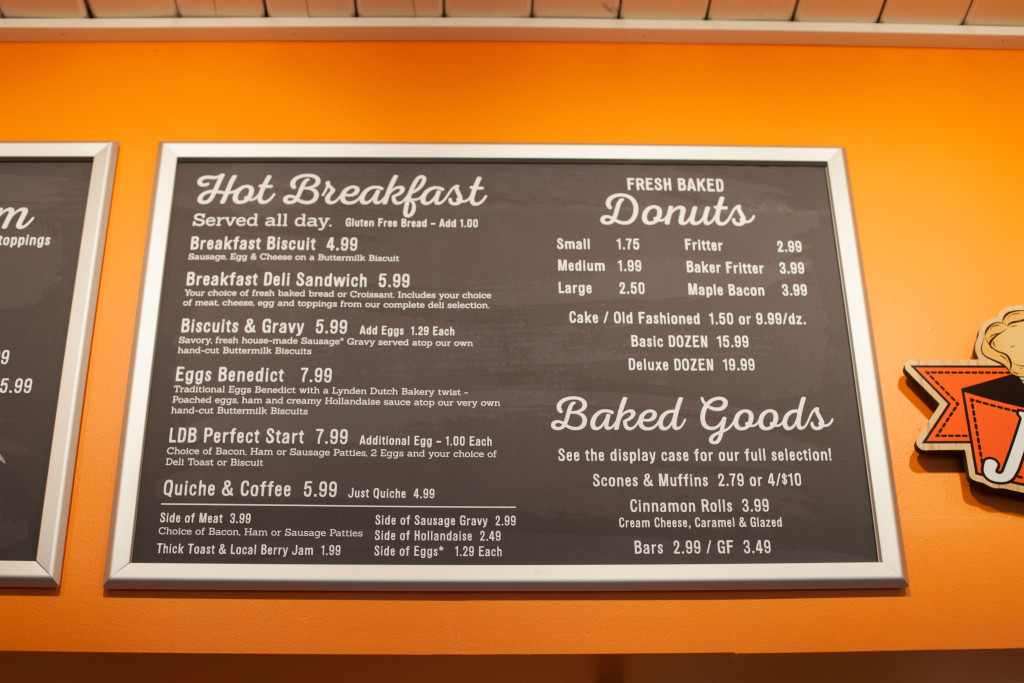 m
toppings
9
5.99
Hot Breakfast
Served all day. Gluten Free Bread - Add 1.00
Breakfast Biscuit 4.99
Sausage, Egg & Cheese on a Buttermilk Biscuit
Breakfast Deli Sandwich 5.99
Your choice of fresh baked bread or Croissant. Includes your choice
of meat, cheese, egg and toppings from our complete deli selection.
Biscuits & Gravy 5.99 Add Eggs 1.29 Each
Savory, fresh house-made Sausage* Gravy served atop our own
hand-cut Buttermilk Biscuits
Eggs Benedict 7.99
Traditional Eggs Benedict with a Lynden Dutch Bakery twist -
Poached eggs, ham and creamy Hollandaise sauce atop our very own
hand-cut Buttermilk Biscuits
LDB Perfect Start 7.99 Additional Egg - 1.00 Each
Choice of Bacon, Ham or Sausage Patties, 2 Eggs and your choice of
Deli Toast or Biscuit
Quiche & Coffee 5.99 Just Quiche 4.99
Side of Meat 3.99
Choice of Bacon, Ham or Sausage Patties
Thick Toast & Local Berry Jam 1.99
Side of Sausage Gravy 2.99
Side of Hollandaise 2.49
Side of Eggs* 1.29 Each
FRESH BAKED
Donuts
Small 1.75 Fritter 2.99
Medium 1.99 Baker Fritter 3.99
Large 2.50 Maple Bacon 3.99
Cake / Old Fashioned 1.50 or 9.99/dz.
Basic DOZEN 15.99
Deluxe DOZEN 19.99
Baked Goods
See the display case for our full selection!
Scones & Muffins 2.79 or 4/$10
Cinnamon Rolls 3.99
Cream Cheese, Caramel & Glazed
Bars 2.99 / GF 3.49
J